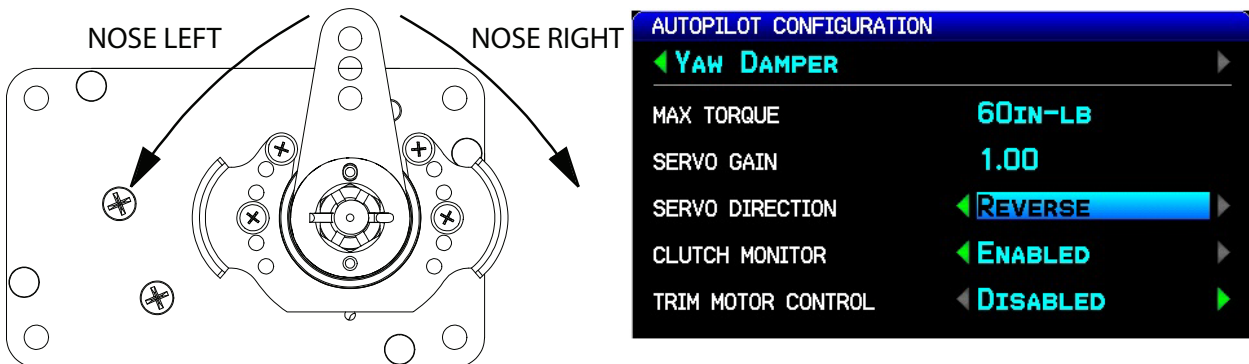 NOSE LEFT
NOSE RIGHT
AUTOPILOT CONFIGURATION
YAW DAMPER
MAX TORQUE 60IN-LB
SERVO GAIN 1.00
SERVO DIRECTION REVERSE
CLUTCH MONITOR ENABLED
TRIM MOTOR CONTROL DISABLED